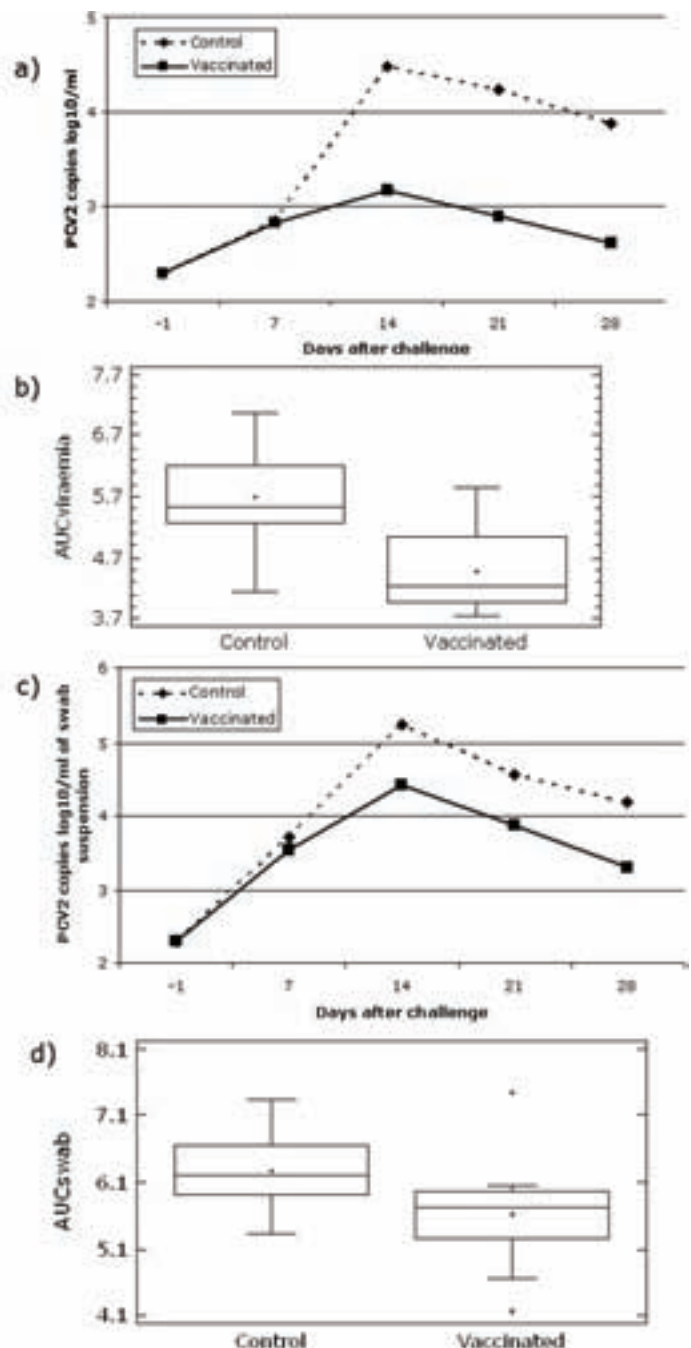 a)
5
4
3
2
PCV2 copies log10/ml
Control
Vaccinated
-1 7 14 21 28
Days after challenge
b)
7.7
6.7
5.7
4.7
3.7
AUCviraemia
Control Vaccinated
c)
6
5
4
3
2
PCV2 copies log10/ml of swab
suspension
Control
Vaccinated
-1 7 14 21 28
Days after challenge
d)
8.1
7.1
6.1
5.1
4.1
AUCswab
Control Vaccinated